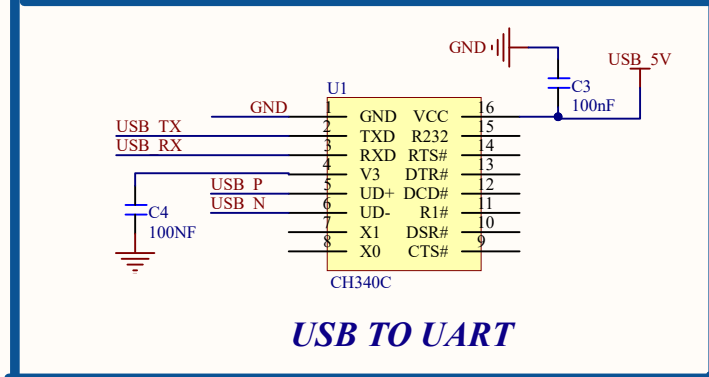 GND
USB_5V
C3
100nF
U1
GND 1 GND VCC 16
USB_TX 2 TXD R232 15
USB_RX 3 RXD RTS# 14
4 V3 DTR# 13
USB_P 5 UD+ DCD# 12
USB_N 6 UD- R1# 11
7 X1 DSR# 10
8 X0 CTS# 9
C4
100NF
CH340C
USB TO UART